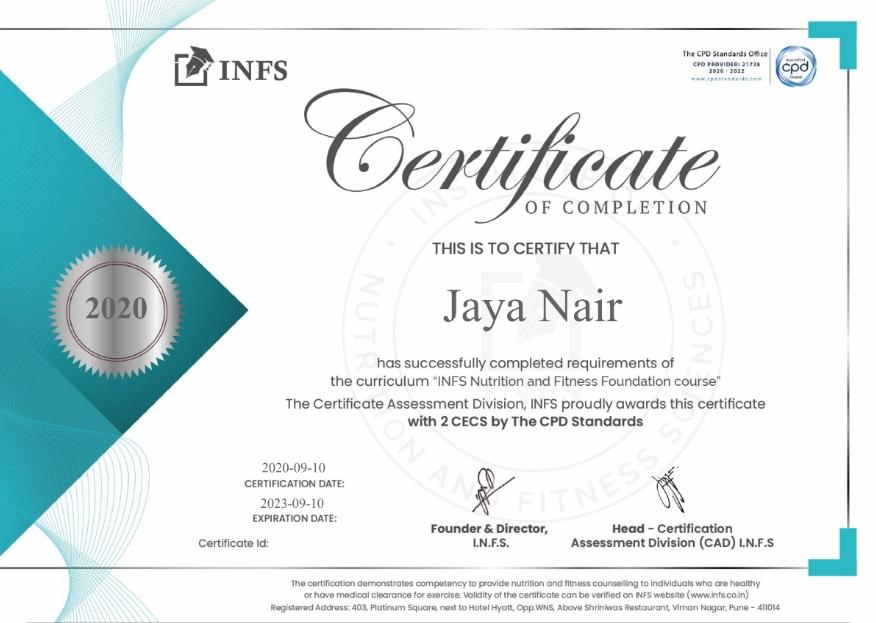 INFS
The CPD Standards Office
CPD PROVIDER: 21738
2020 - 2022
www.cpdstandards.com
Accredited
cpd
Certificate
OF COMPLETION
THIS IS TO CERTIFY THAT
Jaya Nair
2020
has successfully completed requirements of
the curriculum “INFS Nutrition and Fitness Foundation course”
The Certificate Assessment Division, INFS proudly awards this certificate
with 2 CECS by The CPD Standards
NUTRITION AND FITNESS SCIENCES
2020-09-10
CERTIFICATION DATE:
2023-09-10
EXPIRATION DATE:
Certificate Id:
Founder & Director,
I.N.F.S.
Head - Certification
Assessment Division (CAD) I.N.F.S
The certification demonstrates competency to provide nutrition and fitness counselling to individuals who are healthy
or have medical clearance for exercise. Validity of the certificate can be verified on INFS website (www.infs.co.in)
Registered Address: 403, Platinum Square, next to Hotel Hyatt, Opp.WNS, Above Shriniwas Restaurant, Viman Nagar, Pune - 411014